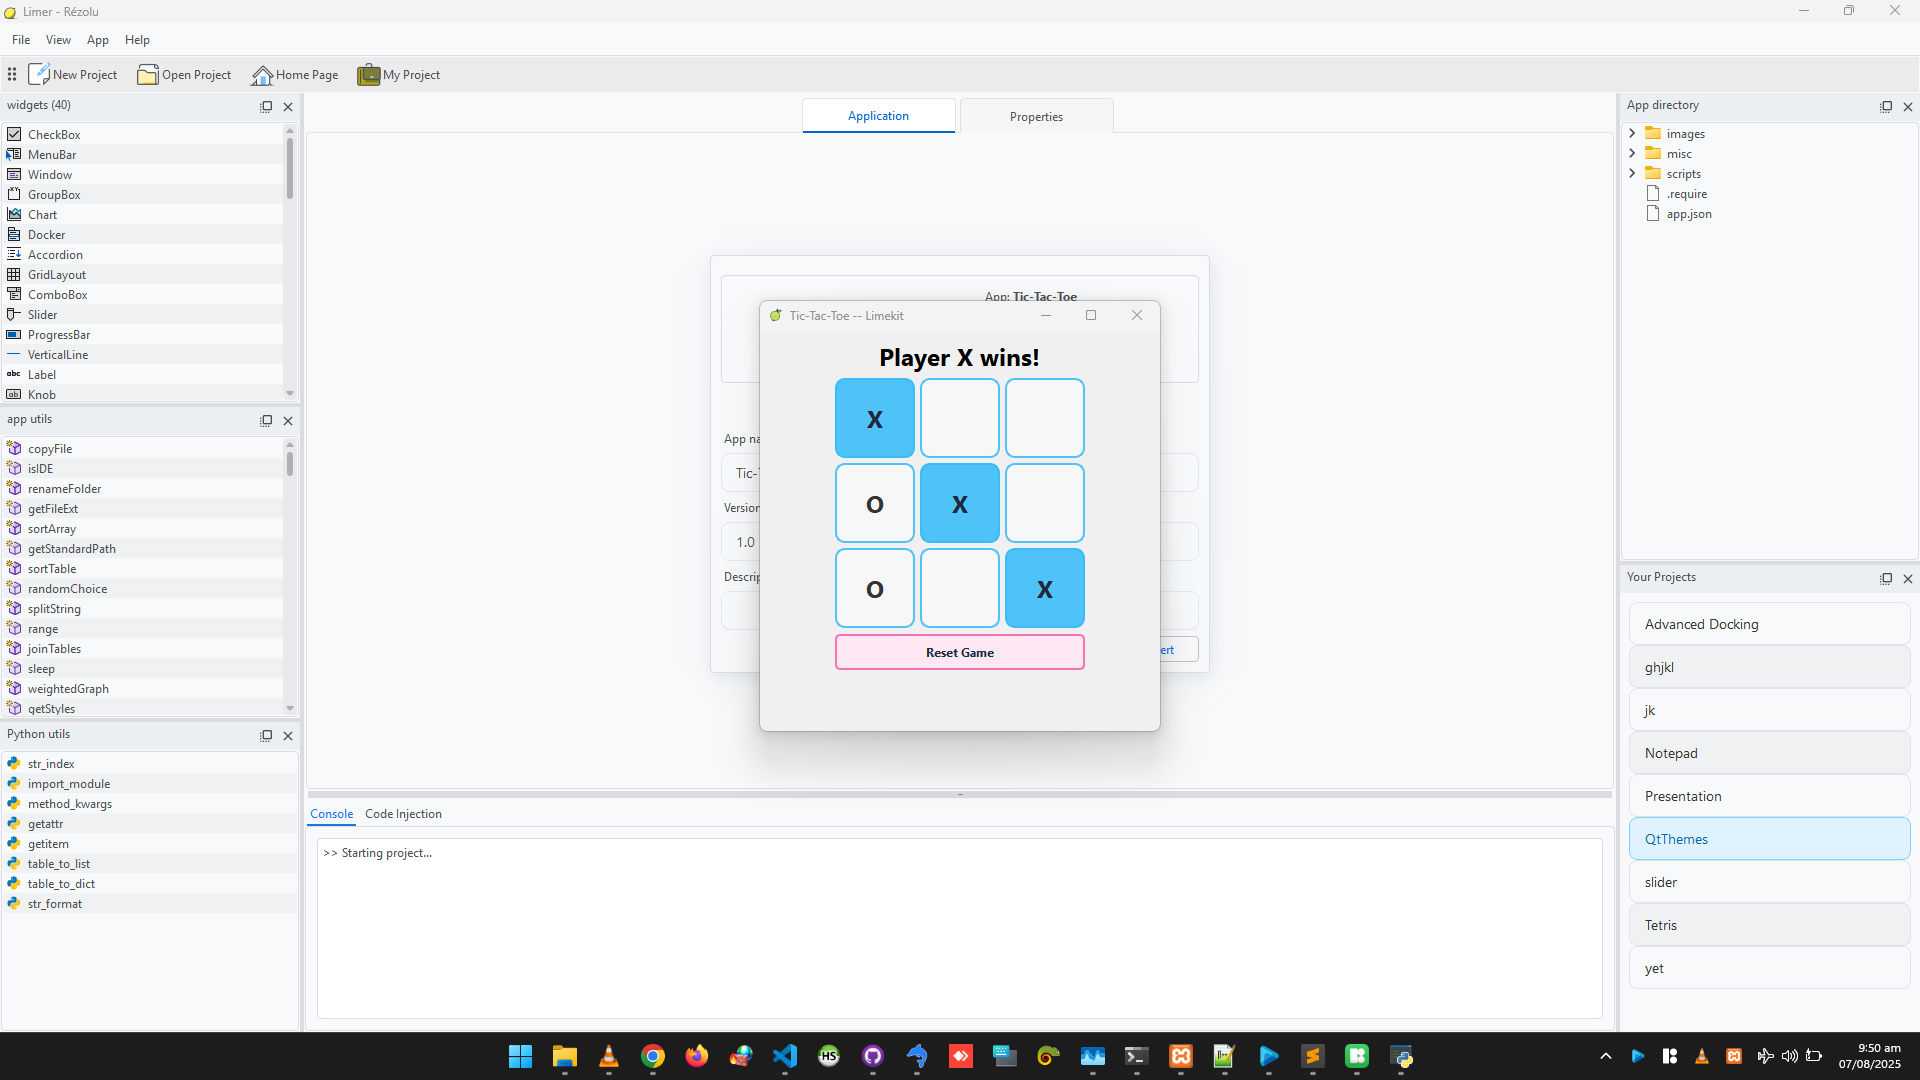 Limer - Rézolu
File View App Help
New Project Open Project Home Page My Project
widgets (40)
CheckBox
MenuBar
Window
GroupBox
Chart
Docker
Accordion
GridLayout
ComboBox
Slider
ProgressBar
VerticalLine
abc Label
ab Knob
app utils
copyFile
isIDE
renameFolder
getFileExt
sortArray
getStandardPath
sortTable
randomChoice
splitString
range
joinTables
sleep
weightedGraph
getStyles
Python utils
str_index
import_module
method_kwargs
getattr
getitem
table_to_list
table_to_dict
str_format
Application Properties
App: Tic-Tac-Toe
App na
Tic-
Version
1.0
Descrip
ert
Tic-Tac-Toe -- Limekit
Player X wins!
X
O X
O X
Reset Game
Console Code Injection
>> Starting project...
App directory
images
misc
scripts
.require
app.json
Your Projects
Advanced Docking
ghjkl
jk
Notepad
Presentation
QtThemes
slider
Tetris
yet
HS
9:50 am
07/08/2025